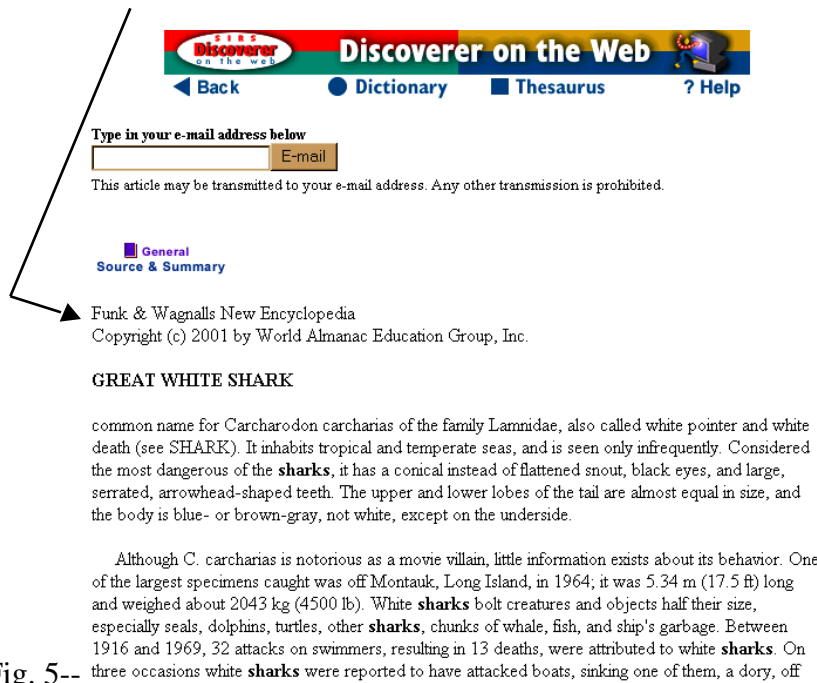 SIRS
Discoverer
on the web
Discoverer on the Web
Back
Dictionary
Thesaurus
? Help
Type in your e-mail address below
E-mail
This article may be transmitted to your e-mail address. Any other transmission is prohibited.
General
Source & Summary
Funk & Wagnalls New Encyclopedia
Copyright (c) 2001 by World Almanac Education Group, Inc.
GREAT WHITE SHARK
common name for Carcharodon carcharias of the family Lamnidae, also called white pointer and white
death (see SHARK). It inhabits tropical and temperate seas, and is seen only infrequently. Considered
the most dangerous of the sharks, it has a conical instead of flattened snout, black eyes, and large,
serrated, arrowhead-shaped teeth. The upper and lower lobes of the tail are almost equal in size, and
the body is blue- or brown-gray, not white, except on the underside.
Although C. carcharias is notorious as a movie villain, little information exists about its behavior. One
of the largest specimens caught was off Montauk, Long Island, in 1964; it was 5.34 m (17.5 ft) long
and weighed about 2043 kg (4500 lb). White sharks bolt creatures and objects half their size,
especially seals, dolphins, turtles, other sharks, chunks of whale, fish, and ship's garbage. Between
1916 and 1969, 32 attacks on swimmers, resulting in 13 deaths, were attributed to white sharks. On
Fig. 5-- three occasions white sharks were reported to have attacked boats, sinking one of them, a dory, off